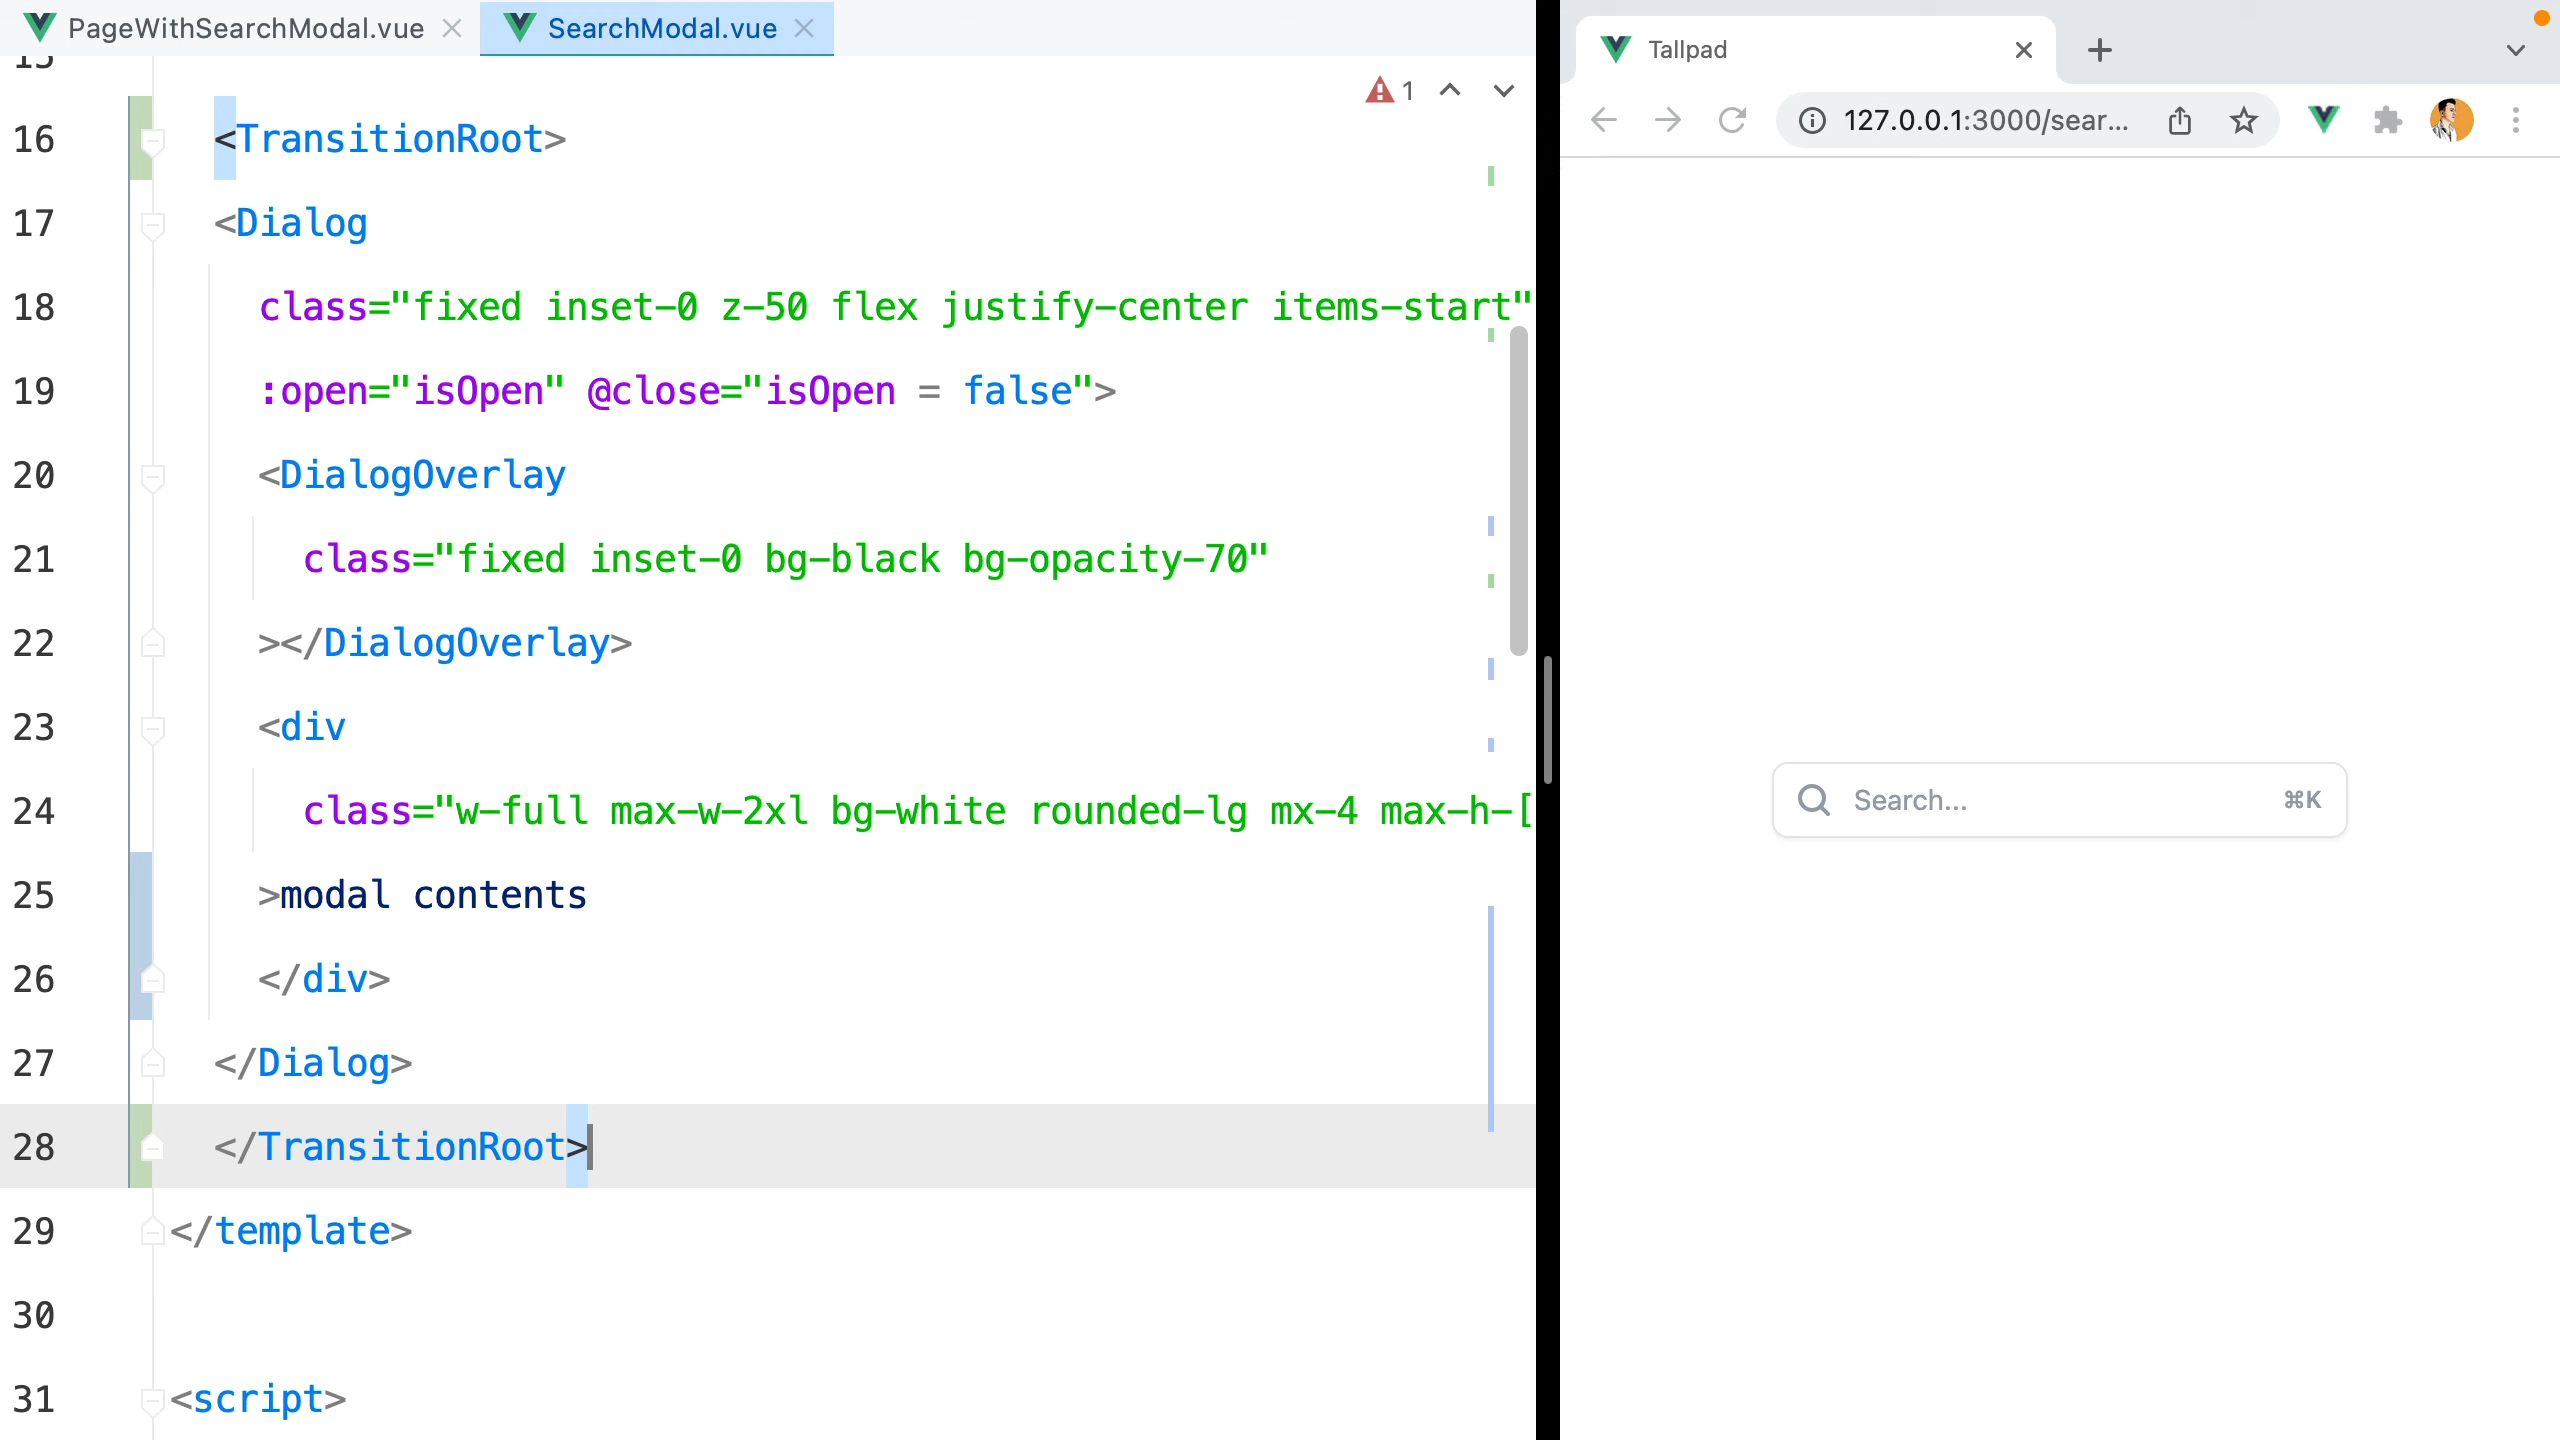 PageWithSearchModal.vue
SearchModal.vue
1
15
16 <TransitionRoot>
17 <Dialog
18 class="fixed inset-0 z-50 flex justify-center items-start"
19 :open="isOpen" @close="isOpen = false">
20 <DialogOverlay
21 class="fixed inset-0 bg-black bg-opacity-70"
22 ></DialogOverlay>
23 <div
24 class="w-full max-w-2xl bg-white rounded-lg mx-4 max-h-[
25 >modal contents
26 </div>
27 </Dialog>
28 </TransitionRoot>
29 </template>
30
31 <script>
Tallpad
127.0.0.1:3000/sear...
Search... ⌘K